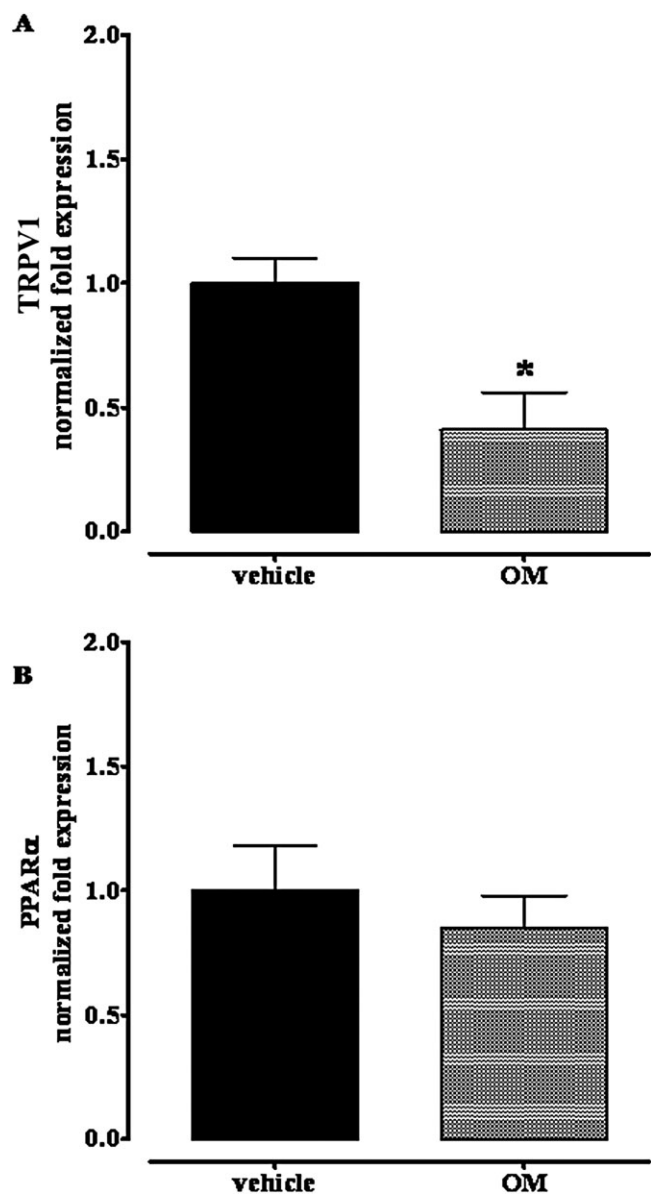 A
TRPV1
normalized fold expression
2.0
1.5
1.0
0.5
0.0
*
vehicle OM
B
PPARα
normalized fold expression
2.0
1.5
1.0
0.5
0.0
vehicle OM